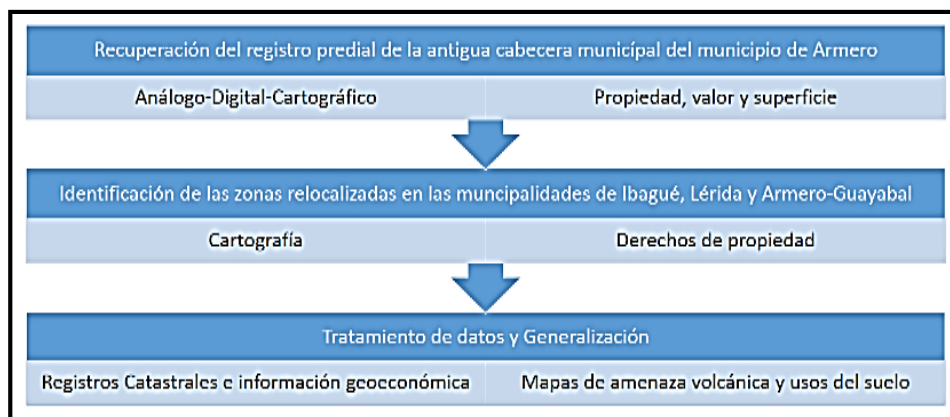 Recuperación del registro predial de la antigua cabecera municipal del municipio de Armero
Análogo-Digital-Cartográfico
Propiedad, valor y superficie
Identificación de las zonas relocalizadas en las muncipalidades de Ibagué, Lérida y Armero-Guayabal
Cartografía
Derechos de propiedad
Tratamiento de datos y Generalización
Registros Catastrales e información geoeconómica
Mapas de amenaza volcánica y usos del suelo